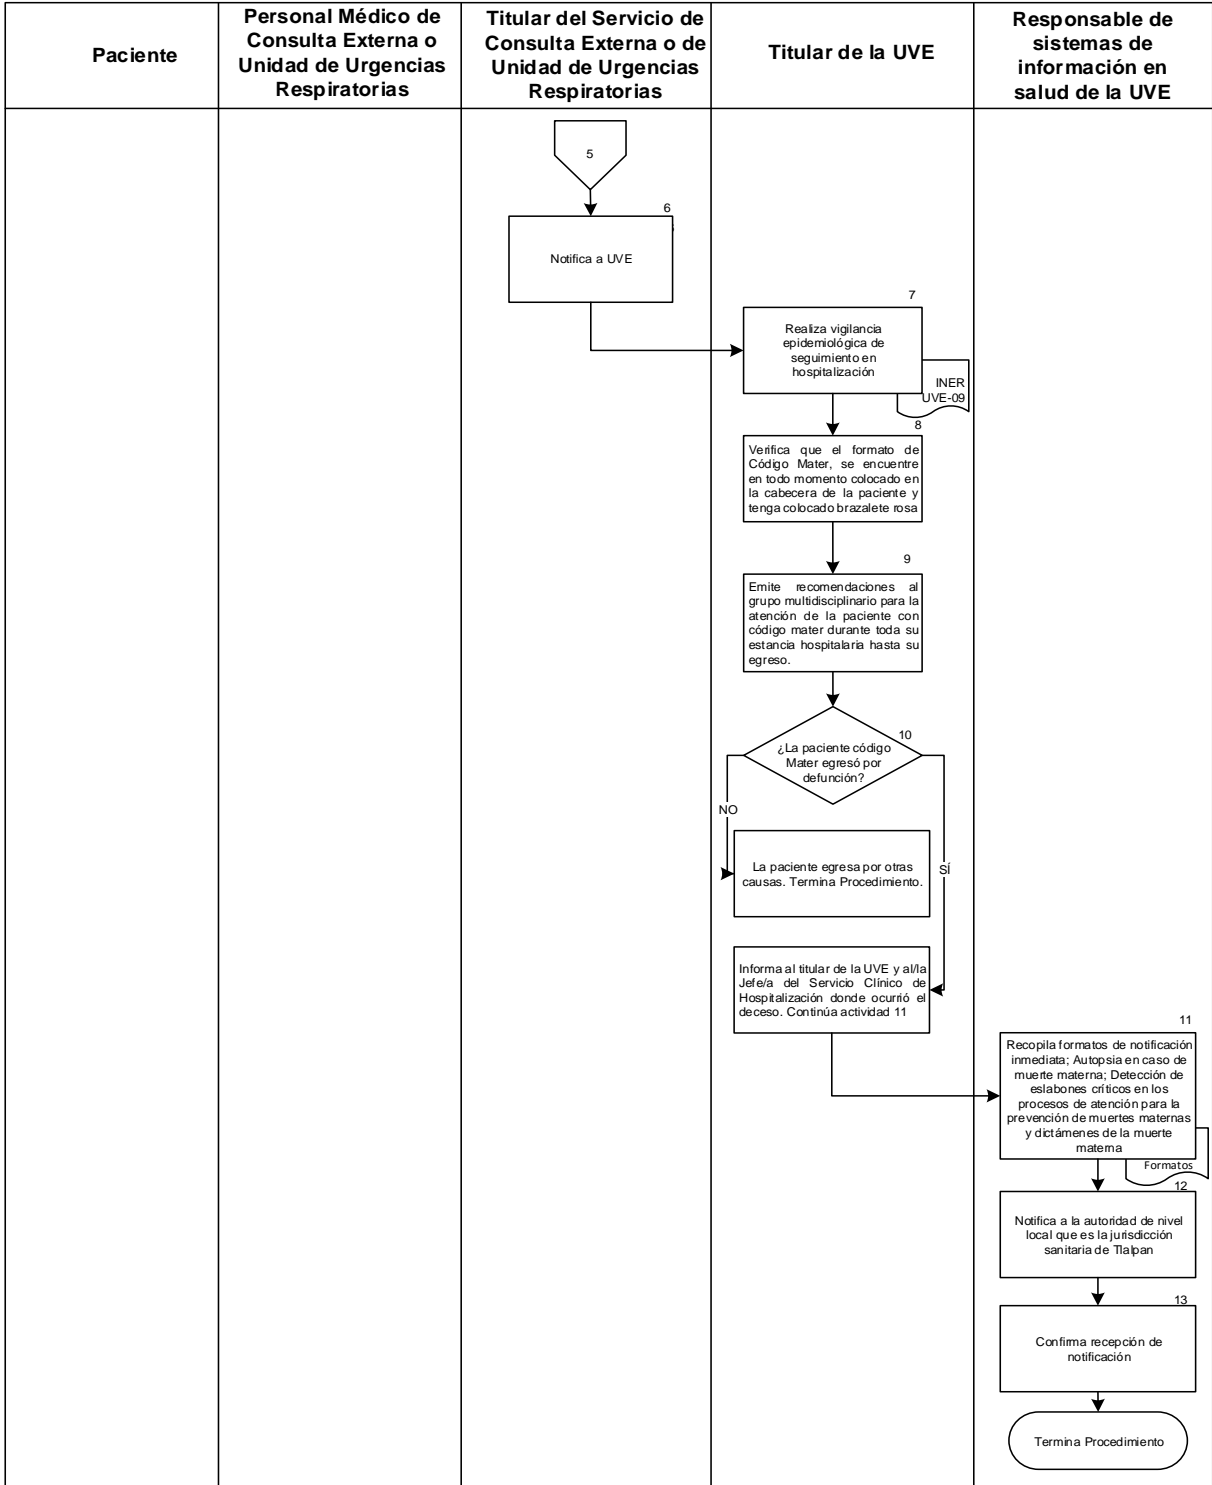 Paciente
Personal Médico de
Consulta Externa o
Unidad de Urgencias
Respiratorias
Titular del Servicio de
Consulta Externa o de
Unidad de Urgencias
Respiratorias
Titular de la UVE
Responsable de
sistemas de
información en
salud de la UVE
5
6
Notifica a UVE
7
Realiza vigilancia
epidemiológica de
seguimiento en
hospitalización
INER
UVE-09
8
Verifica que el formato de
Código Mater, se encuentre
en todo momento colocado en
la cabecera de la paciente y
tenga colocado brazalete rosa
9
Emite recomendaciones al
grupo multidisciplinario para la
atención de la paciente con
código mater durante toda su
estancia hospitalaria hasta su
egreso.
10
¿La paciente código
Mater egresó por
defunción?
NO
SÍ
La paciente egresa por otras
causas. Termina Procedimiento.
Informa al titular de la UVE y al/la
Jefe/a del Servicio Clínico de
Hospitalización donde ocurrió el
deceso. Continúa actividad 11
11
Recopila formatos de notificación
inmediata; Autopsia en caso de
muerte materna; Detección de
eslabones críticos en los
procesos de atención para la
prevención de muertes maternas
y dictámenes de la muerte
materna
Formatos
12
Notifica a la autoridad de nivel
local que es la jurisdicción
sanitaria de Tlalpan
13
Confirma recepción de
notificación
Termina Procedimiento